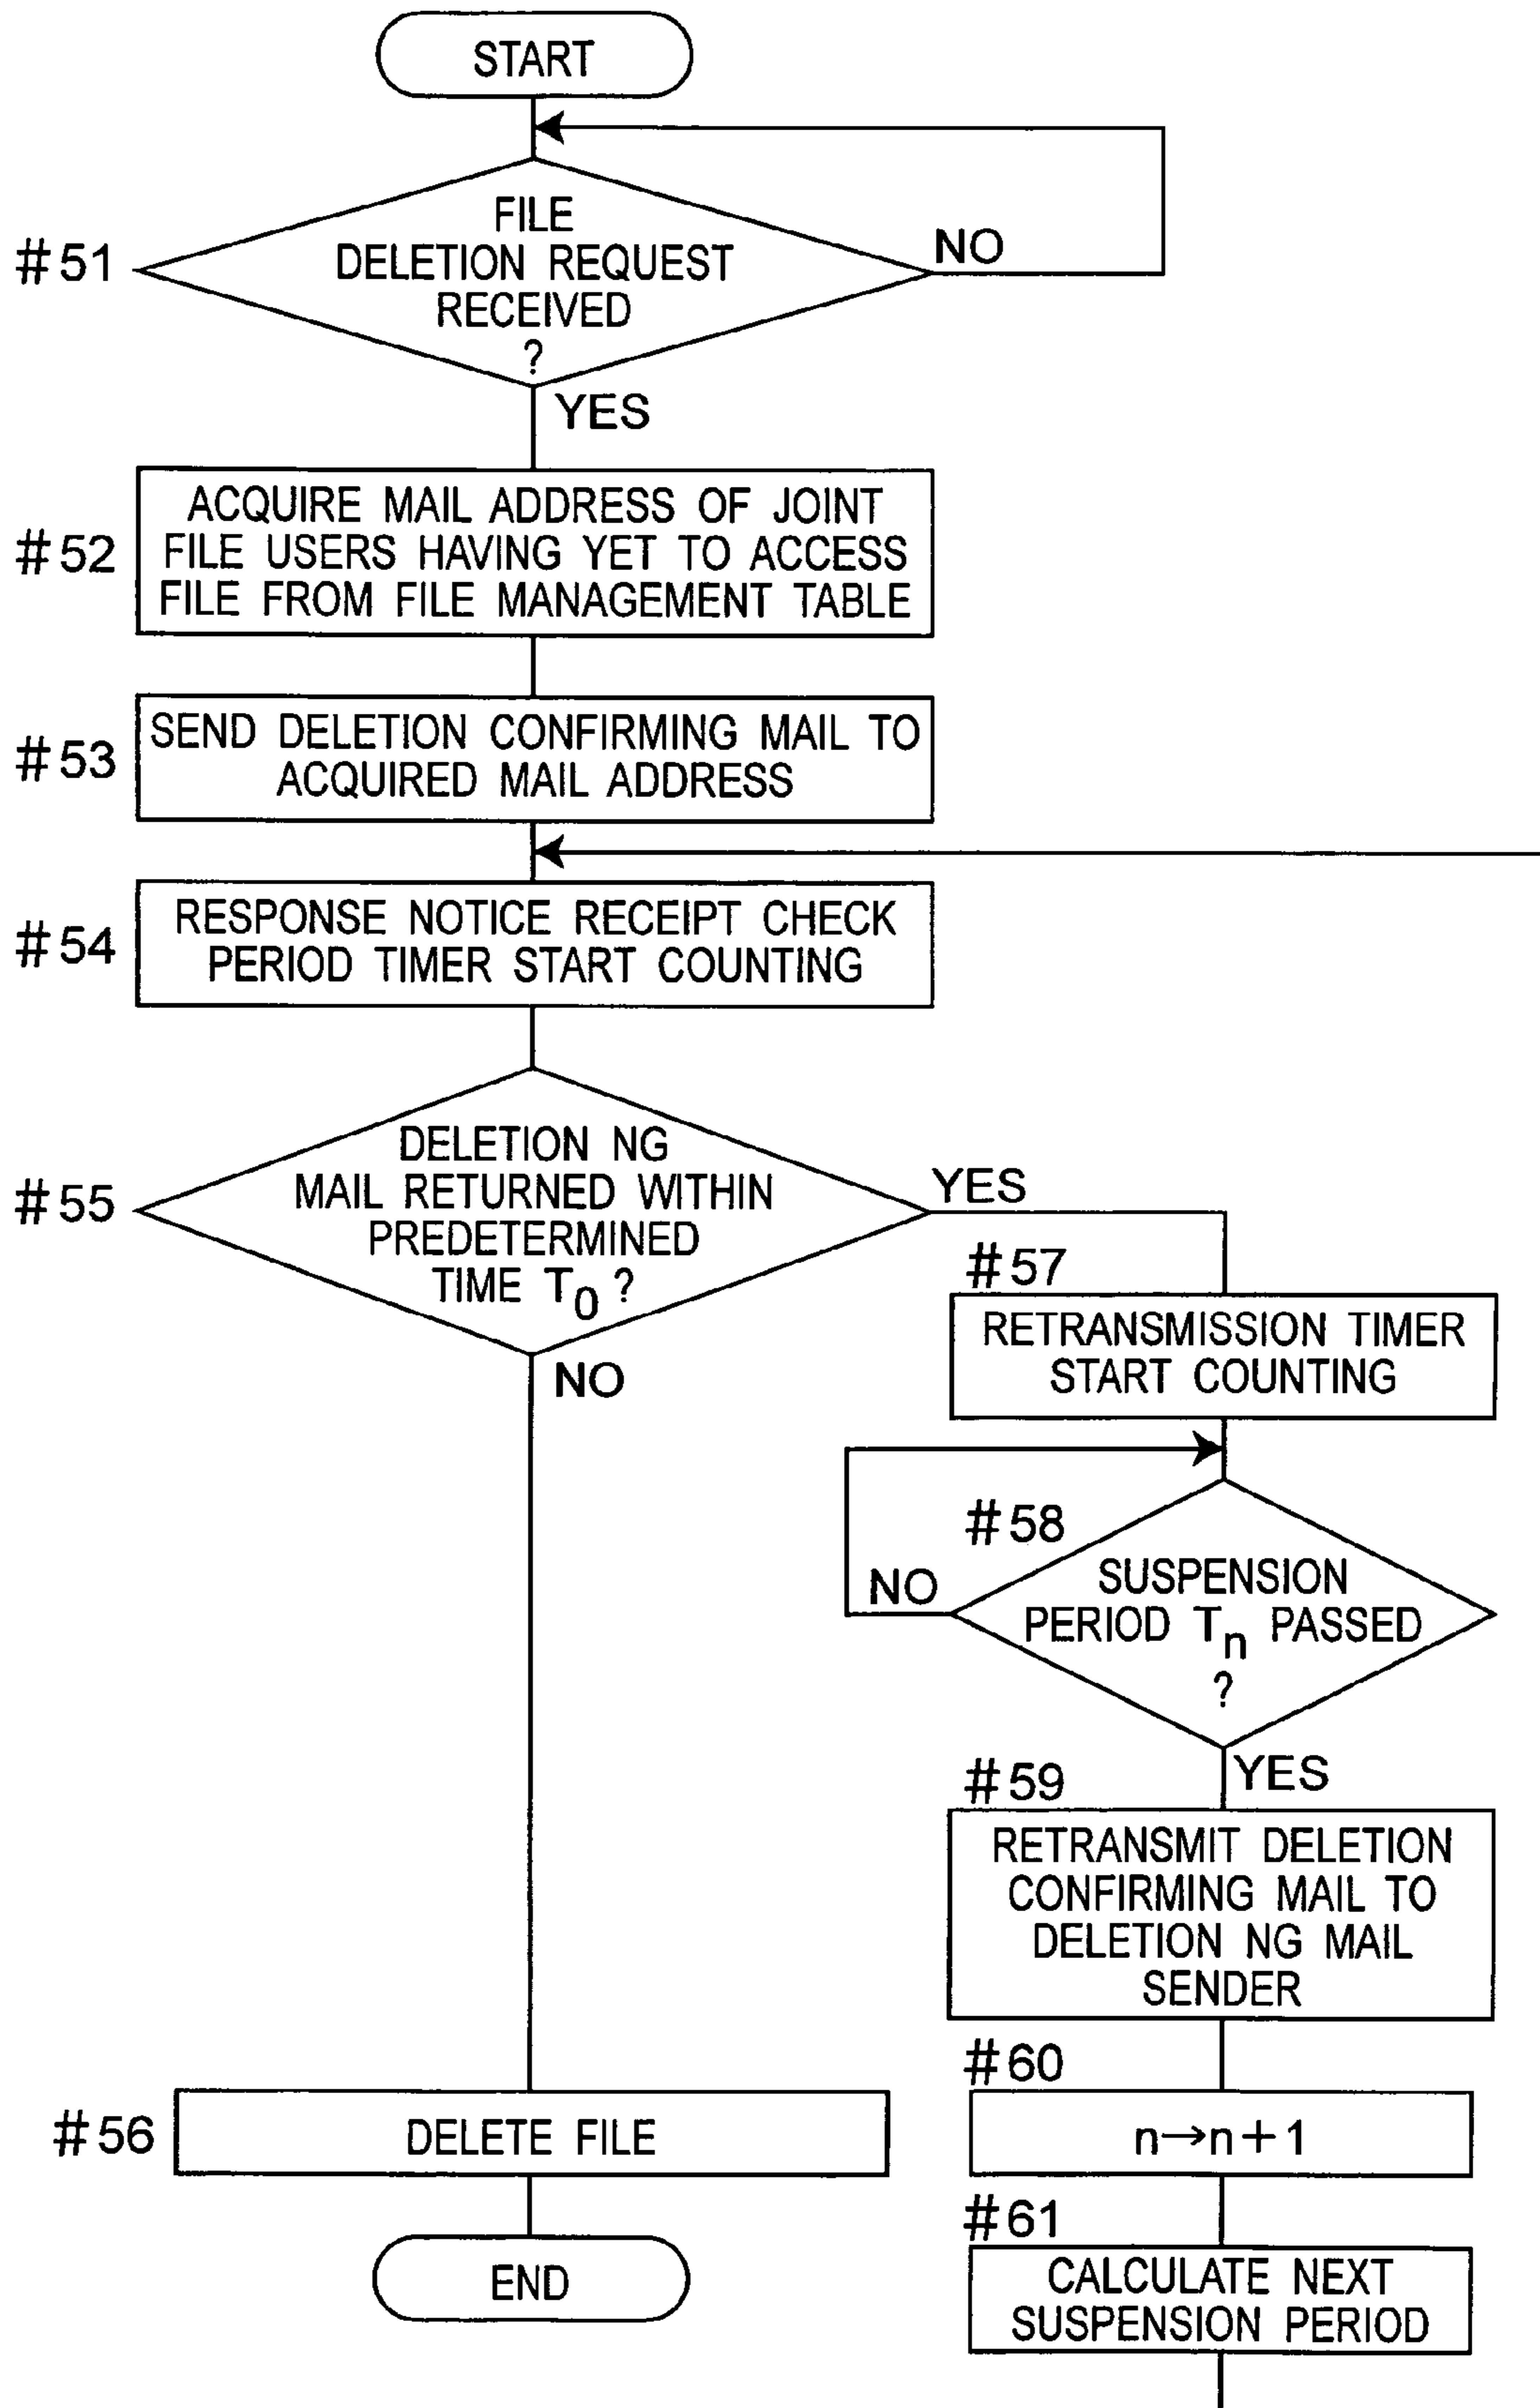 START
#51
FILE
DELETION REQUEST
RECEIVED
?
NO
YES
#52
ACQUIRE MAIL ADDRESS OF JOINT
FILE USERS HAVING YET TO ACCESS
FILE FROM FILE MANAGEMENT TABLE
#53
SEND DELETION CONFIRMING MAIL TO
ACQUIRED MAIL ADDRESS
#54
RESPONSE NOTICE RECEIPT CHECK
PERIOD TIMER START COUNTING
#55
DELETION NG
MAIL RETURNED WITHIN
PREDETERMINED
TIME T0 ?
YES
NO
#57
RETRANSMISSION TIMER
START COUNTING
#58
SUSPENSION
PERIOD Tn PASSED
?
NO
YES
#59
RETRANSMIT DELETION
CONFIRMING MAIL TO
DELETION NG MAIL
SENDER
#60
n→n+1
#61
CALCULATE NEXT
SUSPENSION PERIOD
#56
DELETE FILE
END